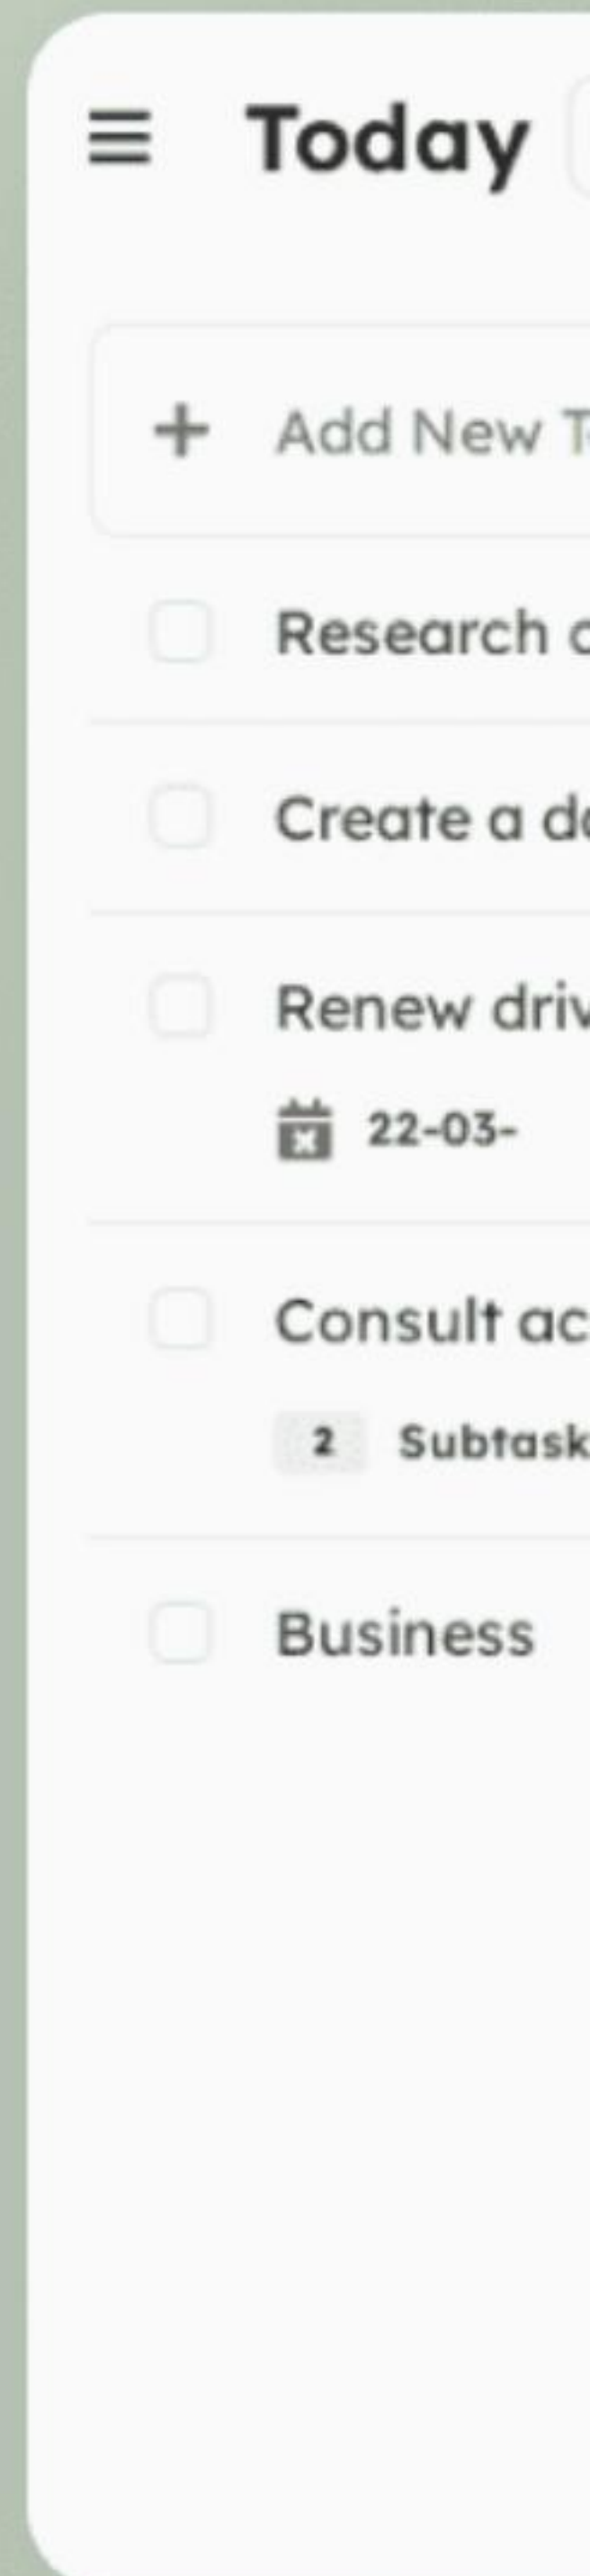 Today
Add New
Research
Create a
Renew
22-03-
Consult
2 Subtask
Business